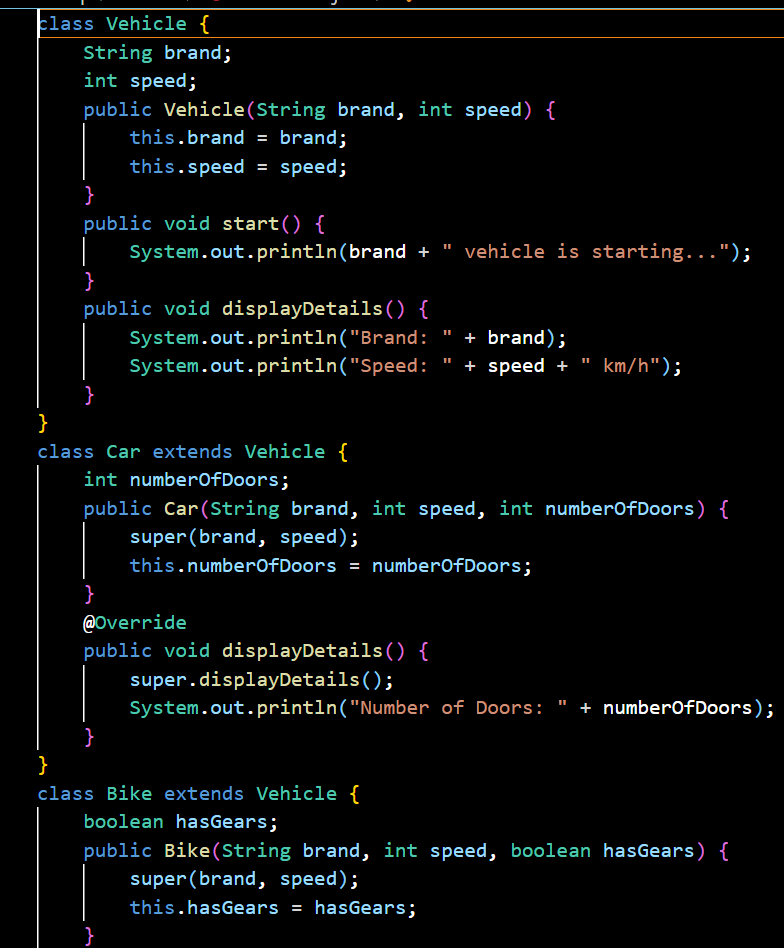 class Vehicle {
    String brand;
    int speed;
    public Vehicle(String brand, int speed) {
        this.brand = brand;
        this.speed = speed;
    }
    public void start() {
        System.out.println(brand + " vehicle is starting...");
    }
    public void displayDetails() {
        System.out.println("Brand: " + brand);
        System.out.println("Speed: " + speed + " km/h");
    }
}
class Car extends Vehicle {
    int numberOfDoors;
    public Car(String brand, int speed, int numberOfDoors) {
        super(brand, speed);
        this.numberOfDoors = numberOfDoors;
    }
    @Override
    public void displayDetails() {
        super.displayDetails();
        System.out.println("Number of Doors: " + numberOfDoors);
    }
}
class Bike extends Vehicle {
    boolean hasGears;
    public Bike(String brand, int speed, boolean hasGears) {
        super(brand, speed);
        this.hasGears = hasGears;
    }